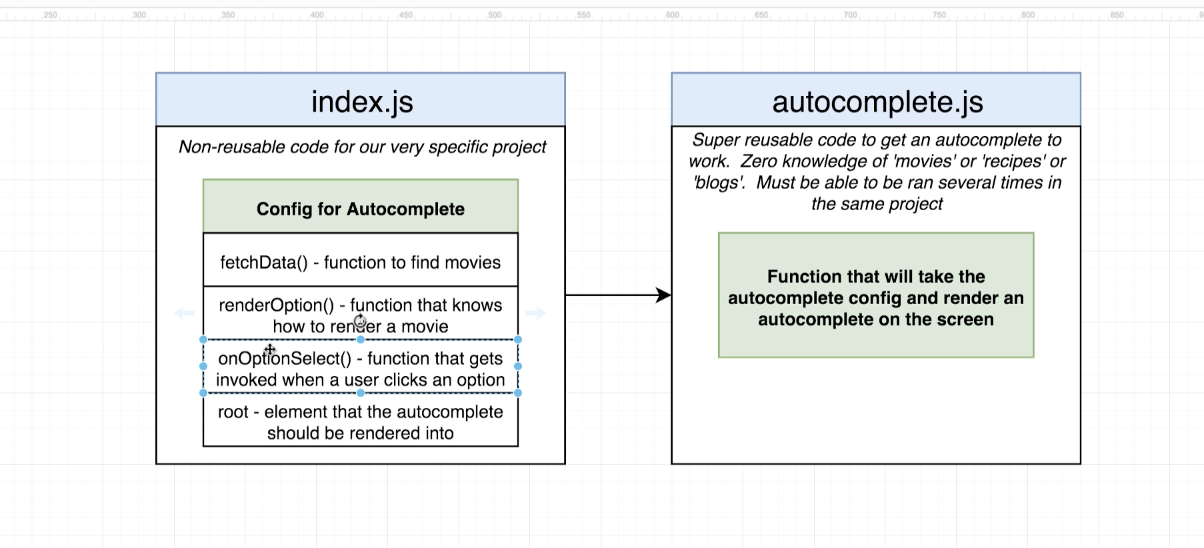 250 300 350 400 450 500 550 600 650 700 750 800 850
index.js
Non-reusable code for our very specific project
Config for Autocomplete
fetchData() - function to find movies
renderOption() - function that knows
how to render a movie
onOptionSelect() - function that gets
invoked when a user clicks an option
root - element that the autocomplete
should be rendered into
autocomplete.js
Super reusable code to get an autocomplete to
work. Zero knowledge of 'movies' or 'recipes' or
'blogs'. Must be able to be ran several times in
the same project
Function that will take the
autocomplete config and render an
autocomplete on the screen